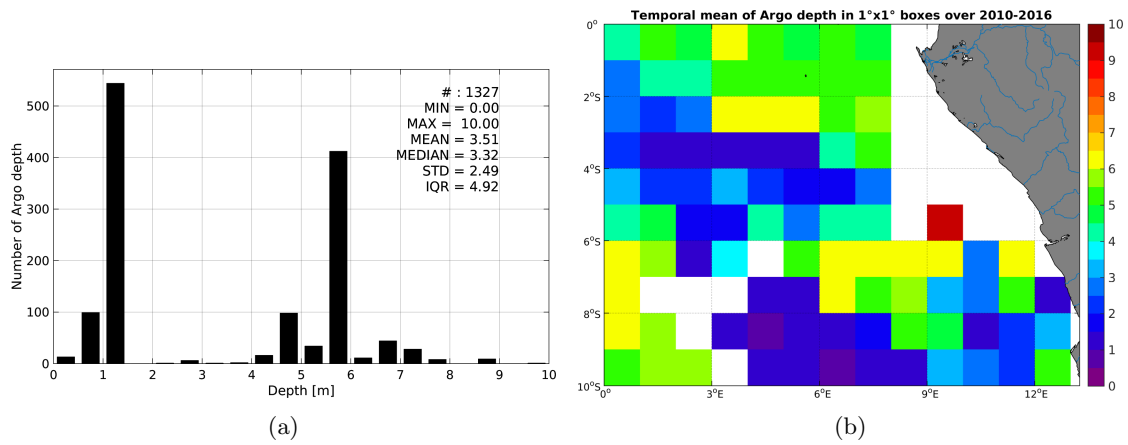 Temporal mean of Argo depth in 1°x1° boxes over 2010-2016
# : 1327
MIN = 0.00
MAX = 10.00
MEAN = 3.51
MEDIAN = 3.32
STD = 2.49
IQR = 4.92
Number of Argo depth
500
400
300
200
100
0
0 1 2 3 4 5 6 7 8 9 10
Depth [m]
(a)
0°
2°S
4°S
6°S
8°S
10°S
0° 3°E 6°E 9°E 12°E
10
9
8
7
6
5
4
3
2
1
0
(b)